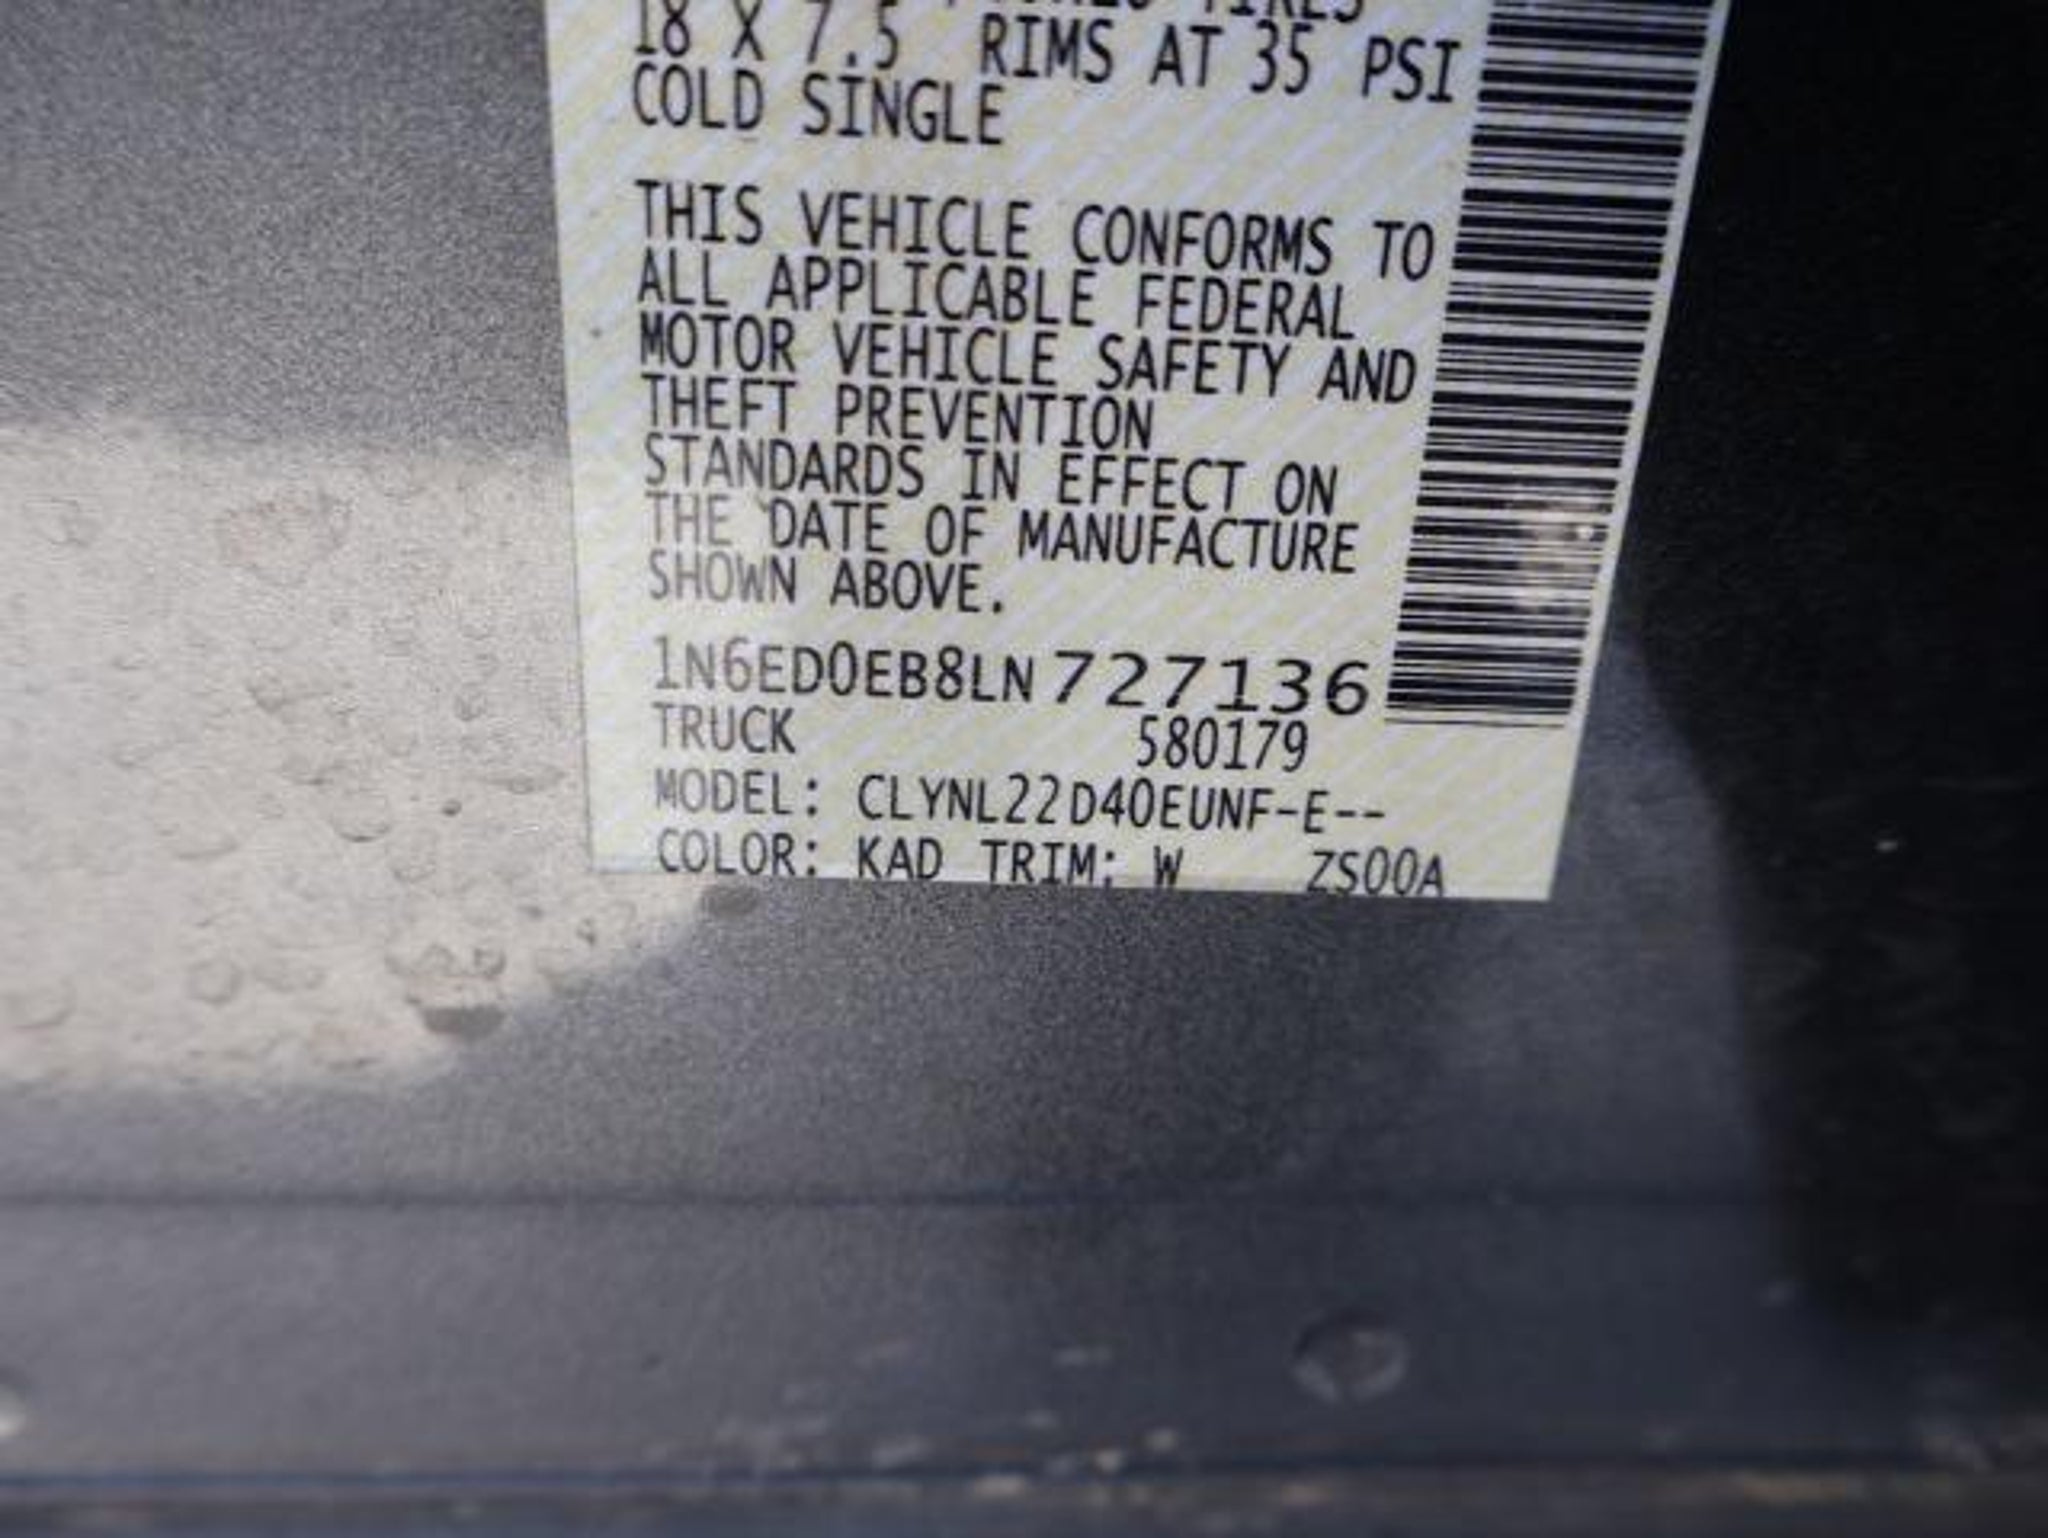 TIRES
18 X 7.5 RIMS AT 35 PSI
COLD SINGLE
THIS VEHICLE CONFORMS TO
ALL APPLICABLE FEDERAL
MOTOR VEHICLE SAFETY AND
THEFT PREVENTION
STANDARDS IN EFFECT ON
THE DATE OF MANUFACTURE
SHOWN ABOVE.
1N6ED0EB8LN727136
TRUCK 580179
MODEL: CLYNL22D40EUNF-E--
COLOR: KAD TRIM: W ZS00A